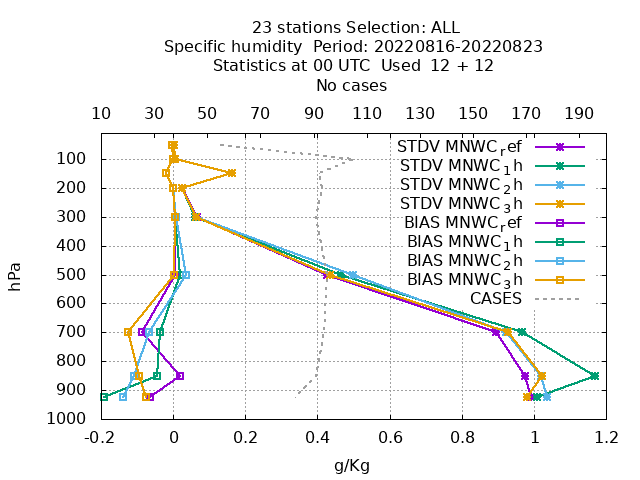 23 stations Selection: ALL
Specific humidity  Period: 20220816-20220823
Statistics at 00 UTC  Used  12 + 12
No cases
10 30 50 70 90 110 130 150 170 190
STDV MNWC_ref
STDV MNWC_1h
STDV MNWC_2h
STDV MNWC_3h
BIAS MNWC_ref
BIAS MNWC_1h
BIAS MNWC_2h
BIAS MNWC_3h
CASES
hPa
100
200
300
400
500
600
700
800
900
1000
-0.2 0 0.2 0.4 0.6 0.8 1 1.2
g/Kg